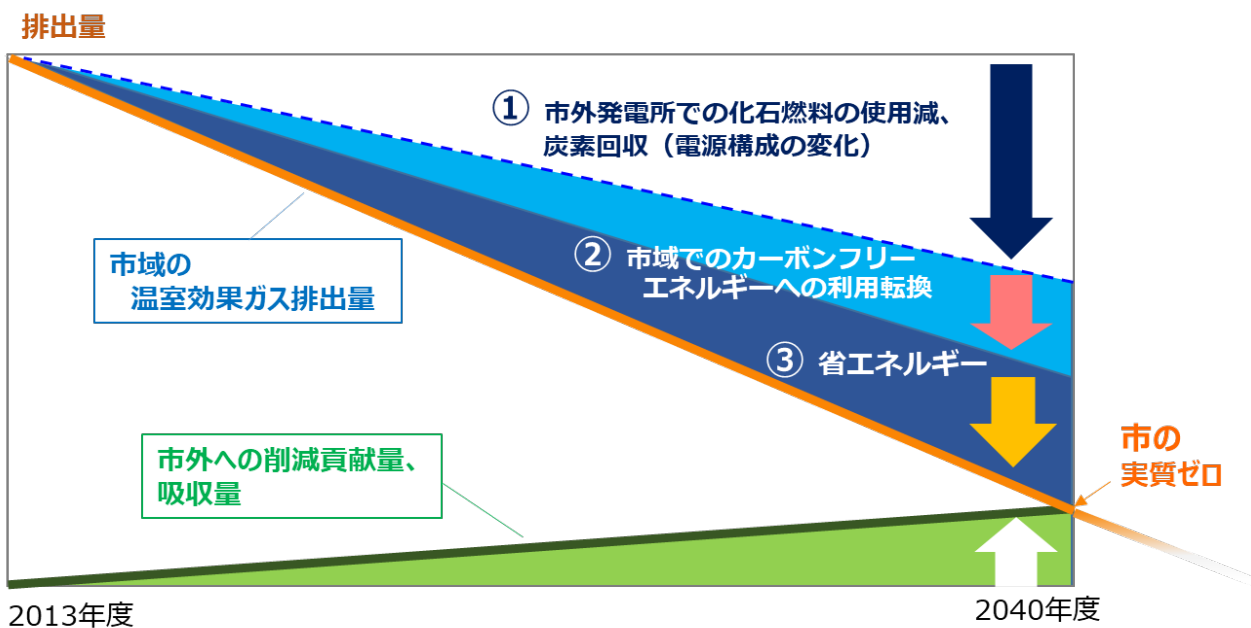 排出量
① 市外発電所での化石燃料の使用減、
炭素回収（電源構成の変化）
② 市域でのカーボンフリー
エネルギーへの利用転換
市域の
温室効果ガス排出量
③ 省エネルギー
市外への削減貢献量、
吸収量
市の
実質ゼロ
2013年度
2040年度